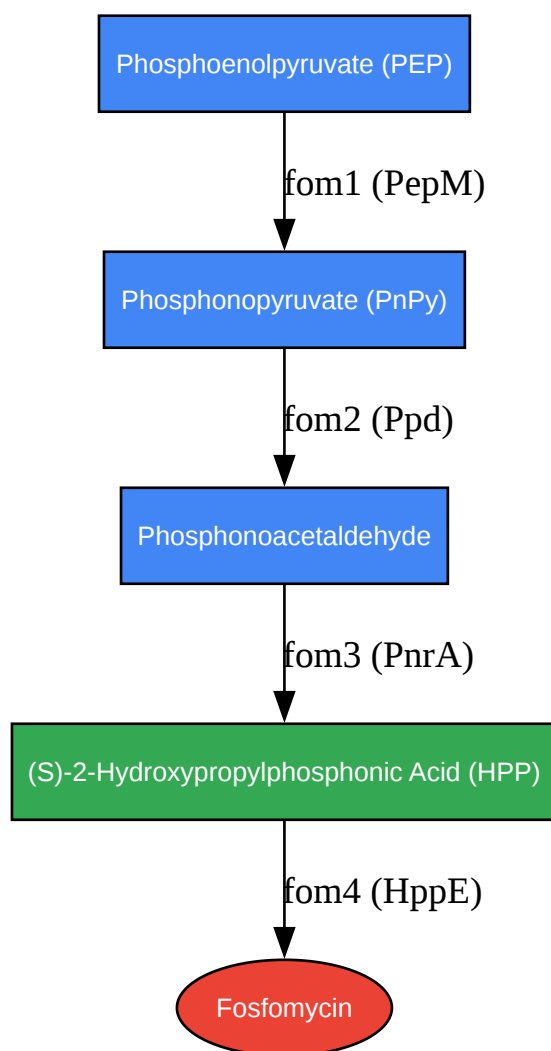 Phosphoenolpyruvate (PEP)
fom1 (PepM)
Phosphonopyruvate (PnPy)
fom2 (Ppd)
Phosphonoacetaldehyde
fom3 (PnrA)
(S)-2-Hydroxypropylphosphonic Acid (HPP)
fom4 (HppE)
Fosfomycin